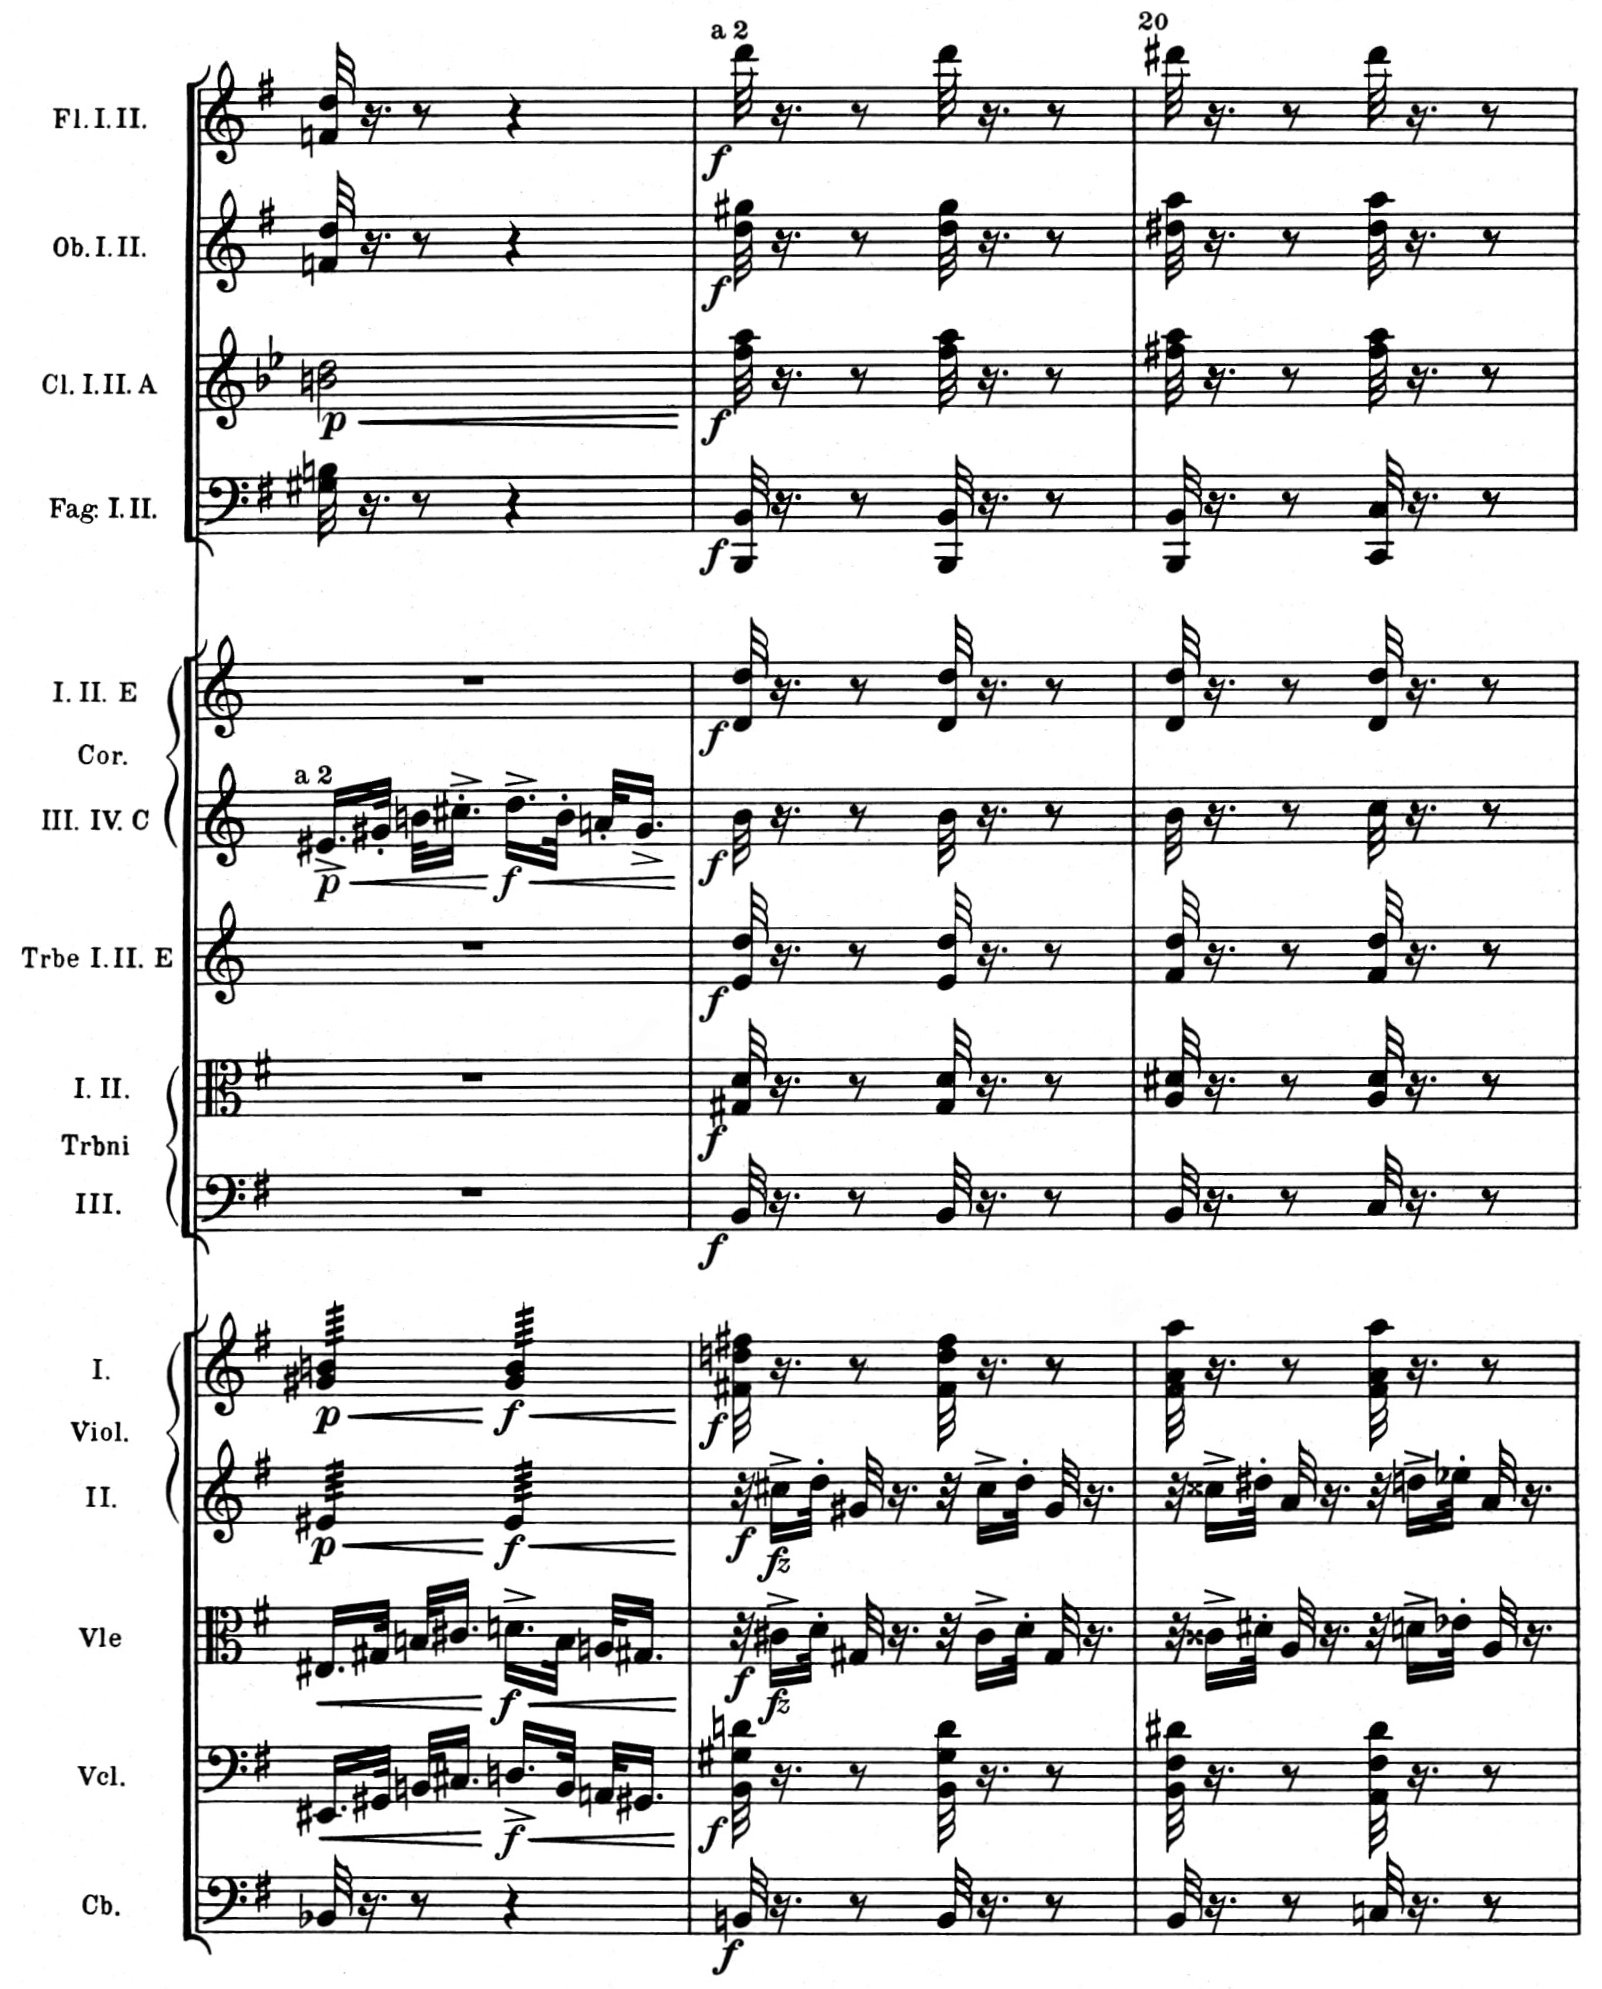 a 2 20
Fl. I. II.
f
Ob. I. II.
f
Cl. I. II. A
p f
Fag. I. II.
f
I. II. E
f
Cor.
a 2
III. IV. C
p f f
Trbe I. II. E
f
I. II.
f
Trbni
III.
f
I.
p f f
Viol.
II.
p f f fz
Vle
f f fz
Vcl.
f f
Cb.
f